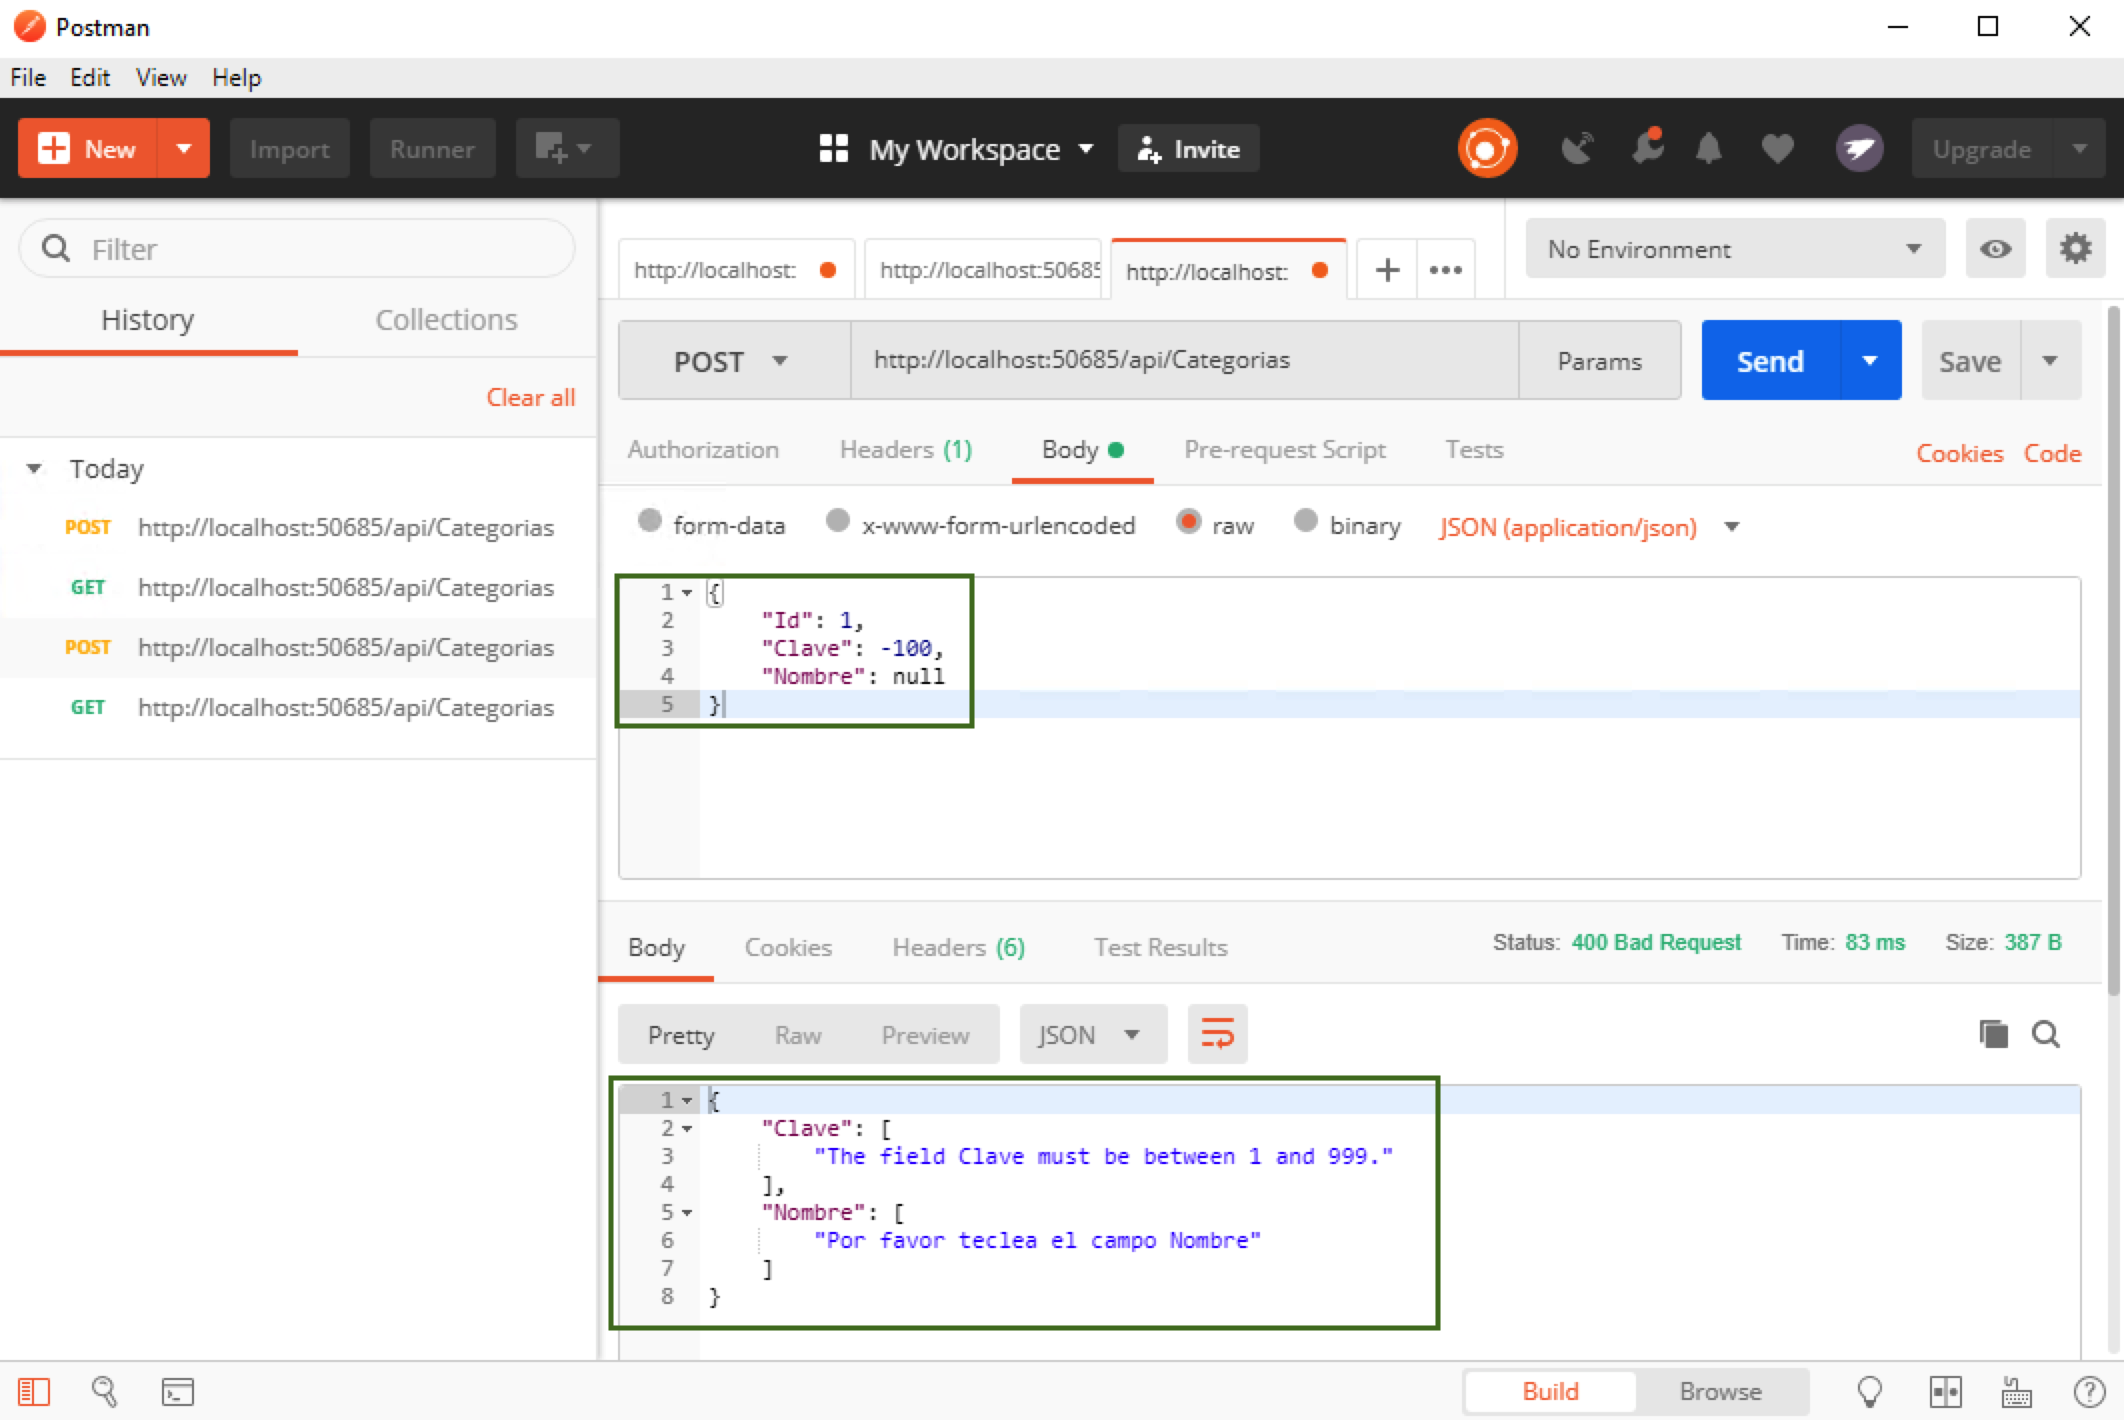 Postman
File Edit View Help
New Import Runner My Workspace Invite Upgrade
Filter
History Collections
Clear all
Today
POST http://localhost:50685/api/Categorias
GET http://localhost:50685/api/Categorias
POST http://localhost:50685/api/Categorias
GET http://localhost:50685/api/Categorias
http://localhost: http://localhost:50685 http://localhost: + ••• No Environment
POST http://localhost:50685/api/Categorias Params Send Save
Authorization Headers (1) Body Pre-request Script Tests Cookies Code
form-data x-www-form-urlencoded raw binary JSON (application/json)
1 {
2 "Id": 1,
3 "Clave": -100,
4 "Nombre": null
5 }
Body Cookies Headers (6) Test Results Status: 400 Bad Request Time: 83 ms Size: 387 B
Pretty Raw Preview JSON
1 {
2 "Clave": [
3 "The field Clave must be between 1 and 999."
4 ],
5 "Nombre": [
6 "Por favor teclea el campo Nombre"
7 ]
8 }
Build Browse